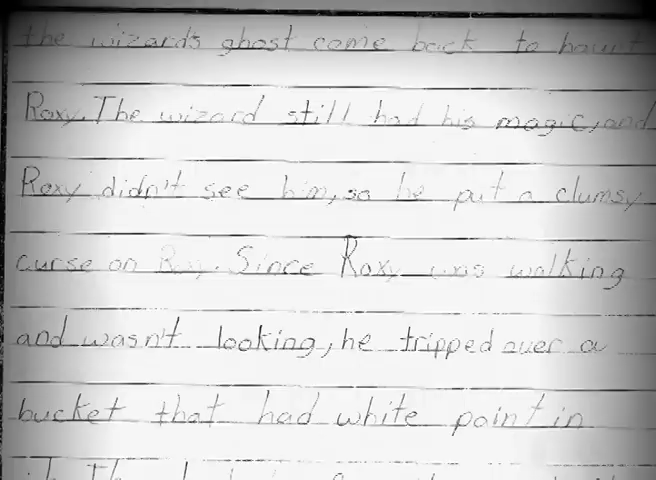 the wizards ghost come back to haunt
Roxy. The wizard still had his magic, and
Roxy didn't see him, so he put a clumsy
curse on Roxy. Since Roxy was walking
and wasn't looking, he tripped over a
bucket that had white paint in